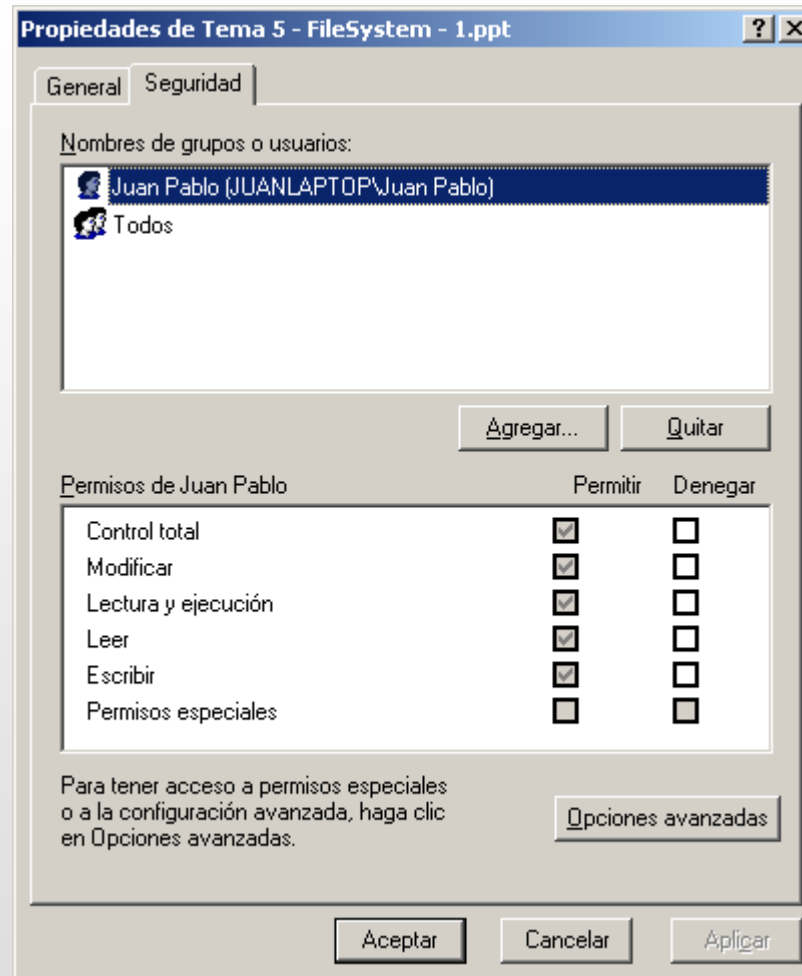 Propiedades de Tema 5 - FileSystem - 1.ppt
General Seguridad
Nombres de grupos o usuarios:
Juan Pablo (JUANLAPTOP\Juan Pablo)
Todos
Agregar... Quitar
Permisos de Juan Pablo Permitir Denegar
Control total
Modificar
Lectura y ejecución
Leer
Escribir
Permisos especiales
Para tener acceso a permisos especiales
o a la configuración avanzada, haga clic
en Opciones avanzadas.
Opciones avanzadas
Aceptar Cancelar Aplicar